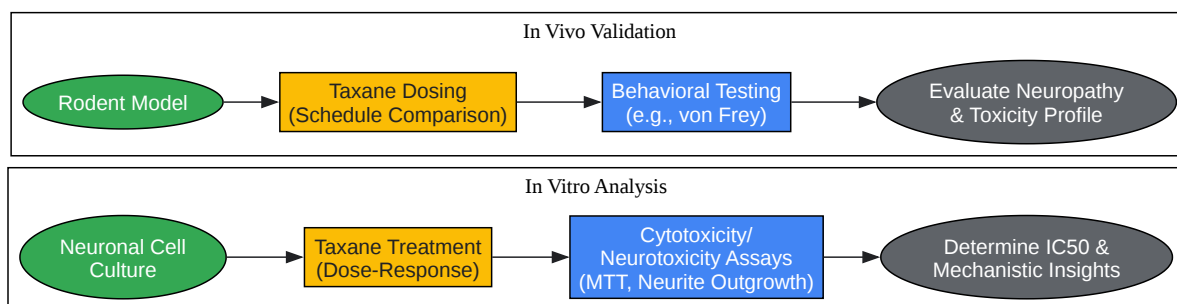 In Vivo Validation
Rodent Model
Taxane Dosing
(Schedule Comparison)
Behavioral Testing
(e.g., von Frey)
Evaluate Neuropathy
& Toxicity Profile
In Vitro Analysis
Neuronal Cell
Culture
Taxane Treatment
(Dose-Response)
Cytotoxicity/
Neurotoxicity Assays
(MTT, Neurite Outgrowth)
Determine IC50 &
Mechanistic Insights